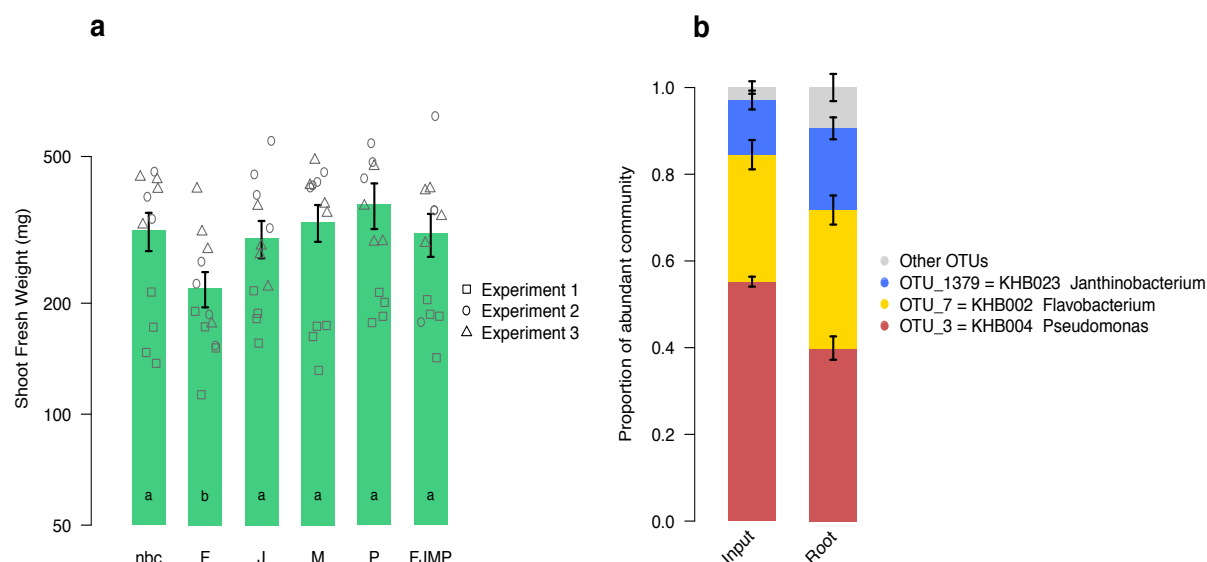 a
Shoot Fresh Weight (mg)
500
200
100
50
a
b
a
a
a
a
nbc
F
J
M
P
FJMP
Experiment 1
Experiment 2
Experiment 3
b
Proportion of abundant community
1.0
0.8
0.6
0.4
0.2
0.0
Input
Root
Other OTUs
OTU_1379 = KHB023 Janthinobacterium
OTU_7 = KHB002 Flavobacterium
OTU_3 = KHB004 Pseudomonas